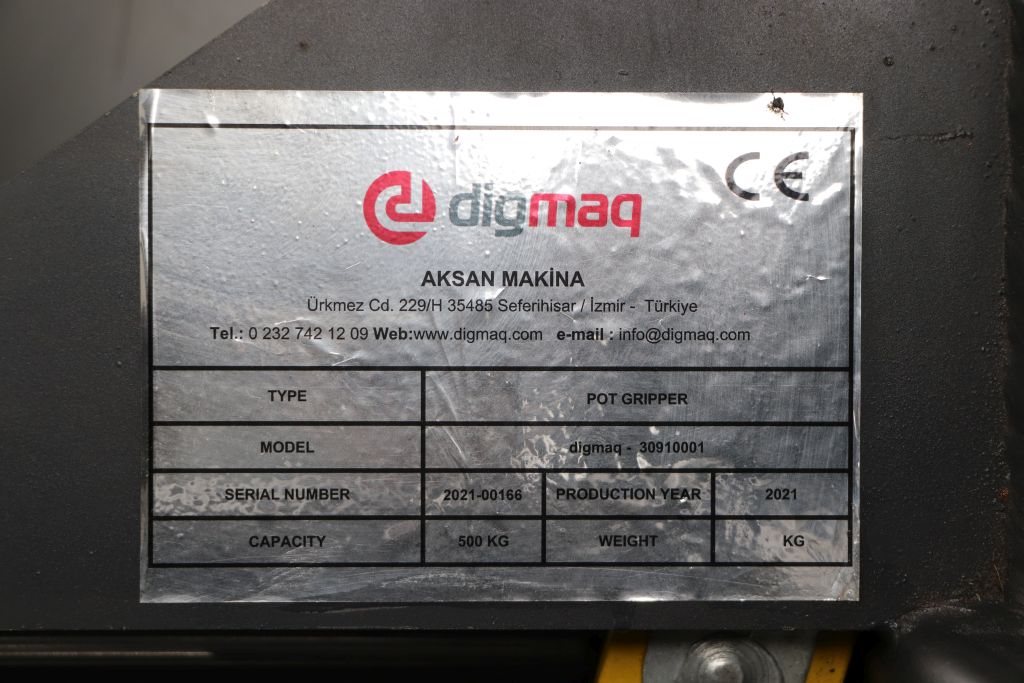 CE
digmaq
AKSAN MAKİNA
Ürkmez Cd. 229/H 35485 Seferihisar / İzmir - Türkiye
Tel.: 0 232 742 12 09 Web:www.digmaq.com e-mail : info@digmaq.com
TYPE POT GRIPPER
MODEL digmaq - 30910001
SERIAL NUMBER 2021-00166 PRODUCTION YEAR 2021
CAPACITY 500 KG WEIGHT KG